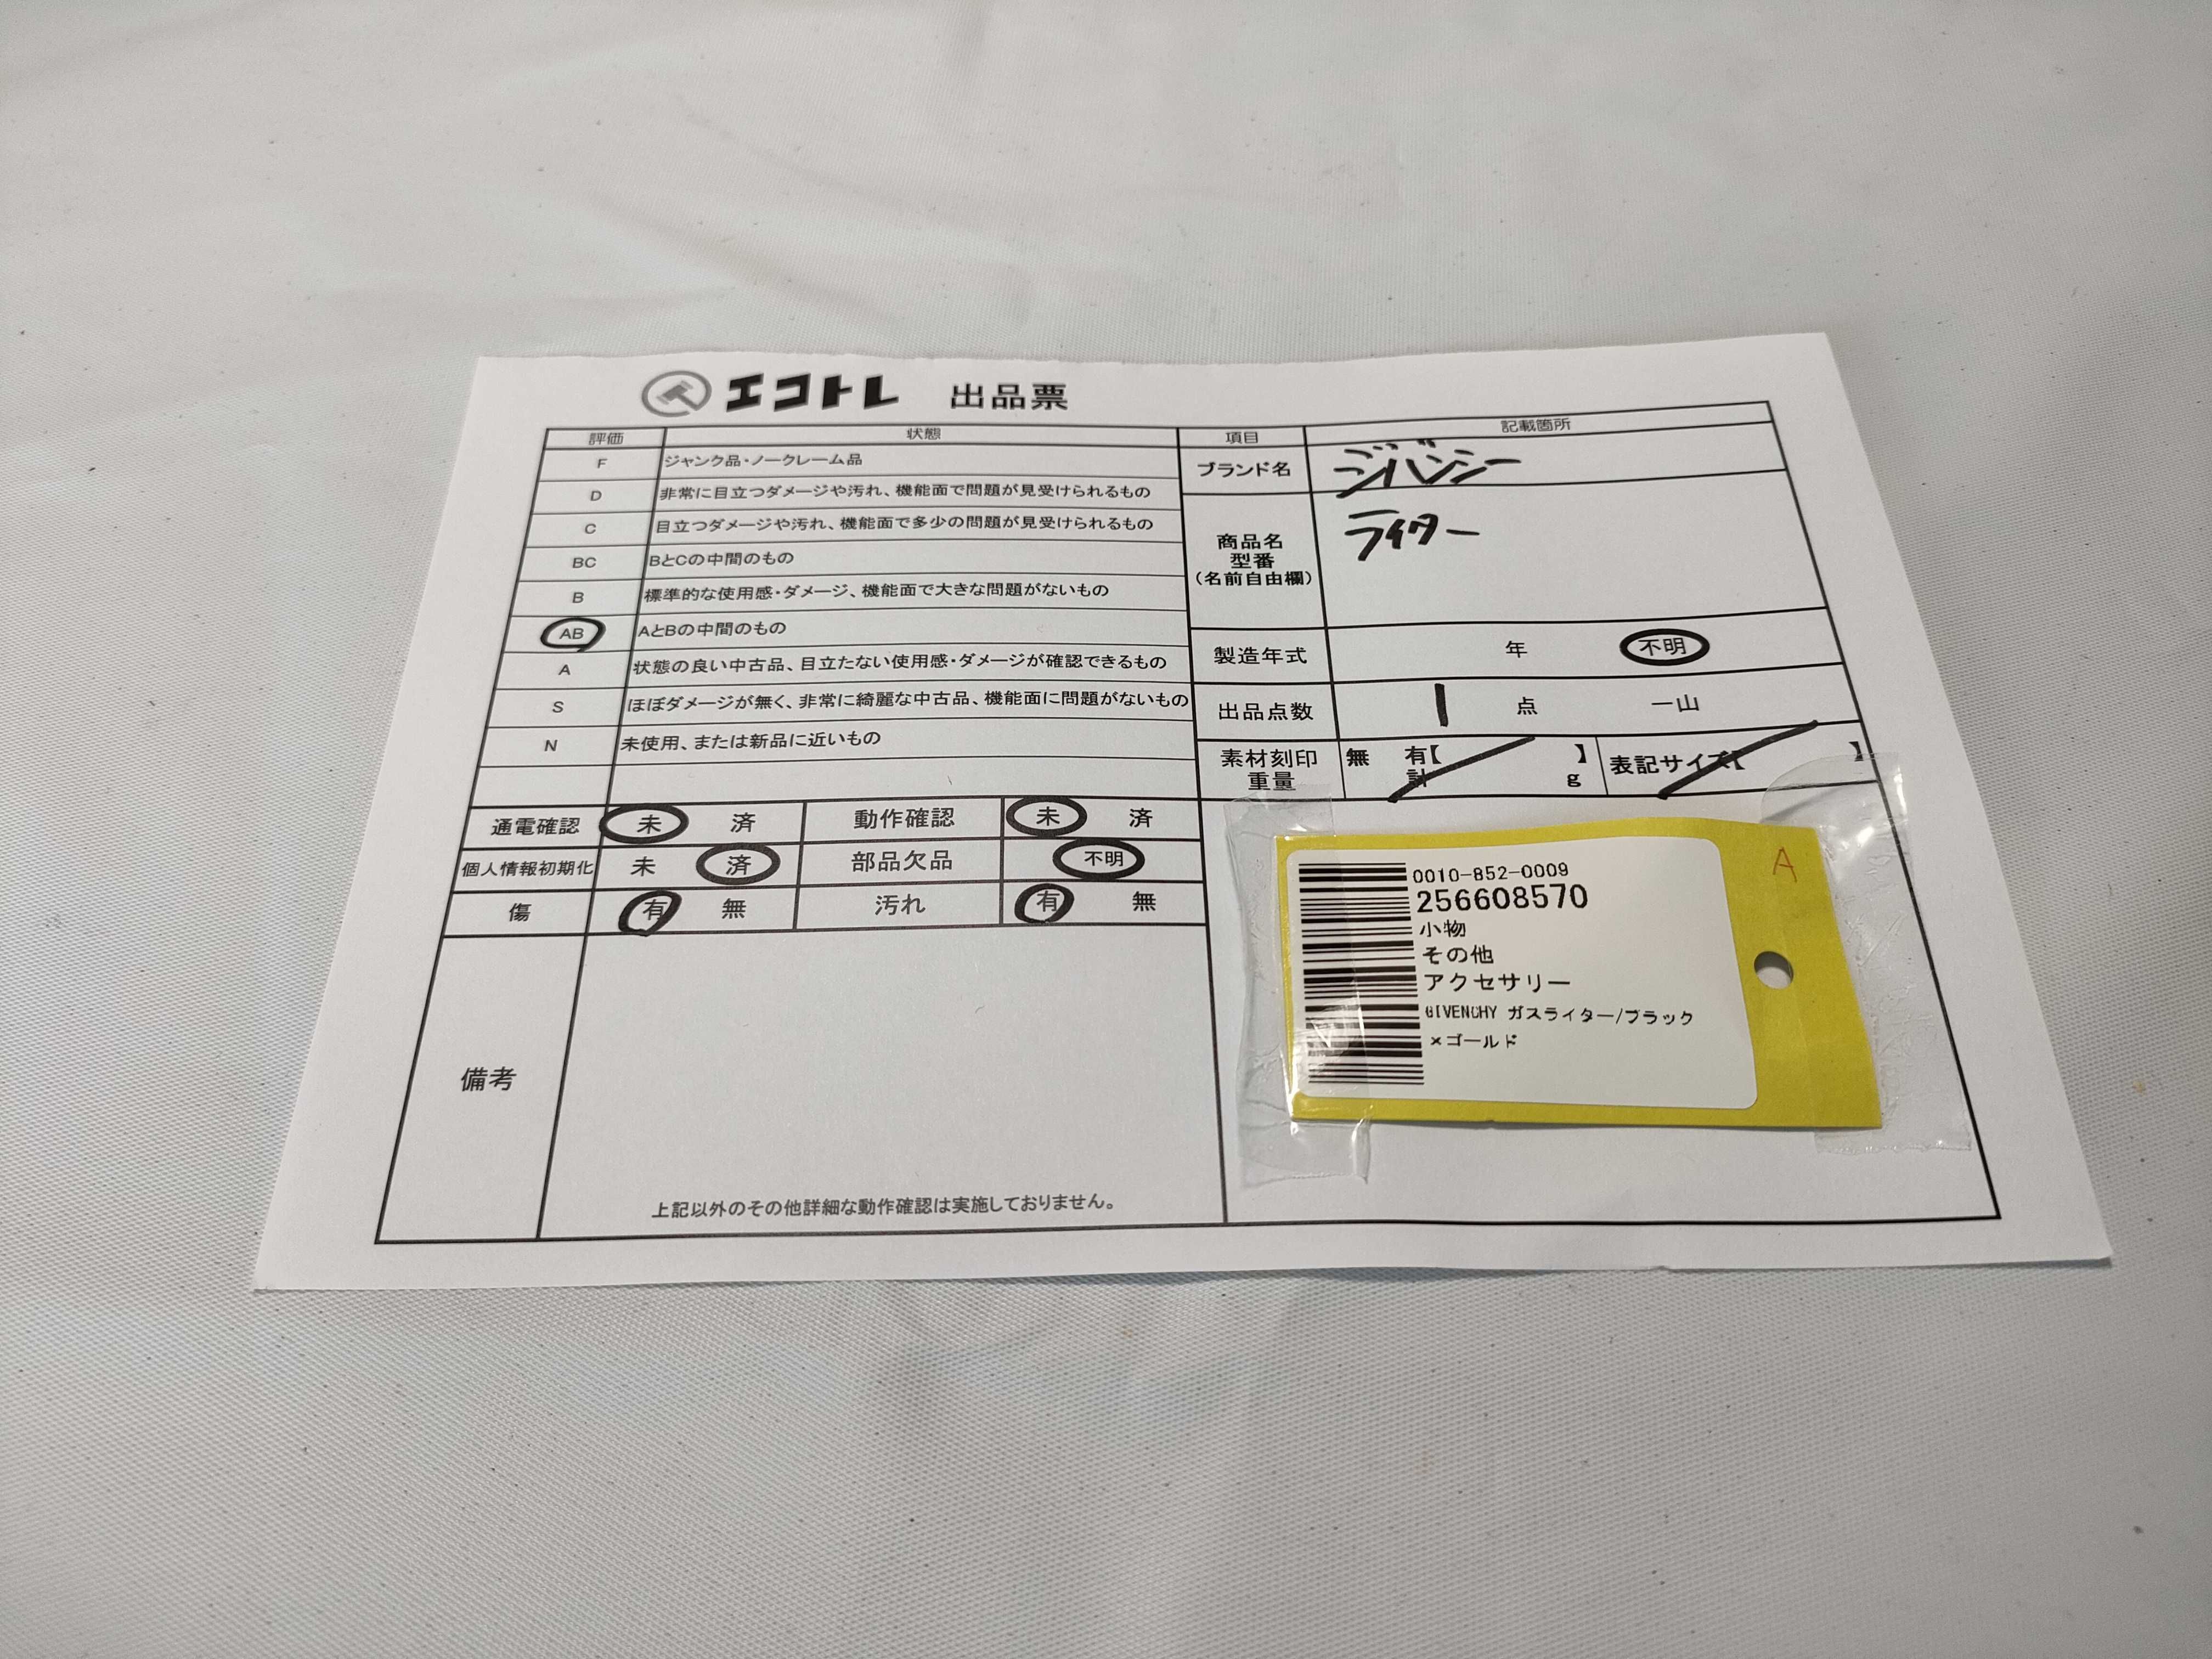 エコトレ 出品票
評価 状態
F ジャンク品・ノークレーム品
D 非常に目立つダメージや汚れ、機能面で問題が見受けられるもの
C 目立つダメージや汚れ、機能面で多少の問題が見受けられるもの
BC BとCの中間のもの
B 標準的な使用感・ダメージ、機能面で大きな問題がないもの
AB AとBの中間のもの
A 状態の良い中古品、目立たない使用感・ダメージが確認できるもの
S ほぼダメージが無く、非常に綺麗な中古品、機能面に問題がないもの
N 未使用、または新品に近いもの
通電確認 未 済 動作確認 未 済
個人情報初期化 未 済 部品欠品 不明
傷 有 無 汚れ 有 無
備考
上記以外のその他詳細な動作確認は実施しておりません。
項目 記載箇所
ブランド名 ジバンシー
商品名
型番
(名前自由欄)
ライター
製造年式 年 不明
出品点数 1 点 一山
素材刻印 無 有【 】
重量 計 g
表記サイズ【 】
A
0010-852-0009
256608570
小物
その他
アクセサリー
GIVENCHY ガスライター/ブラック
×ゴールド